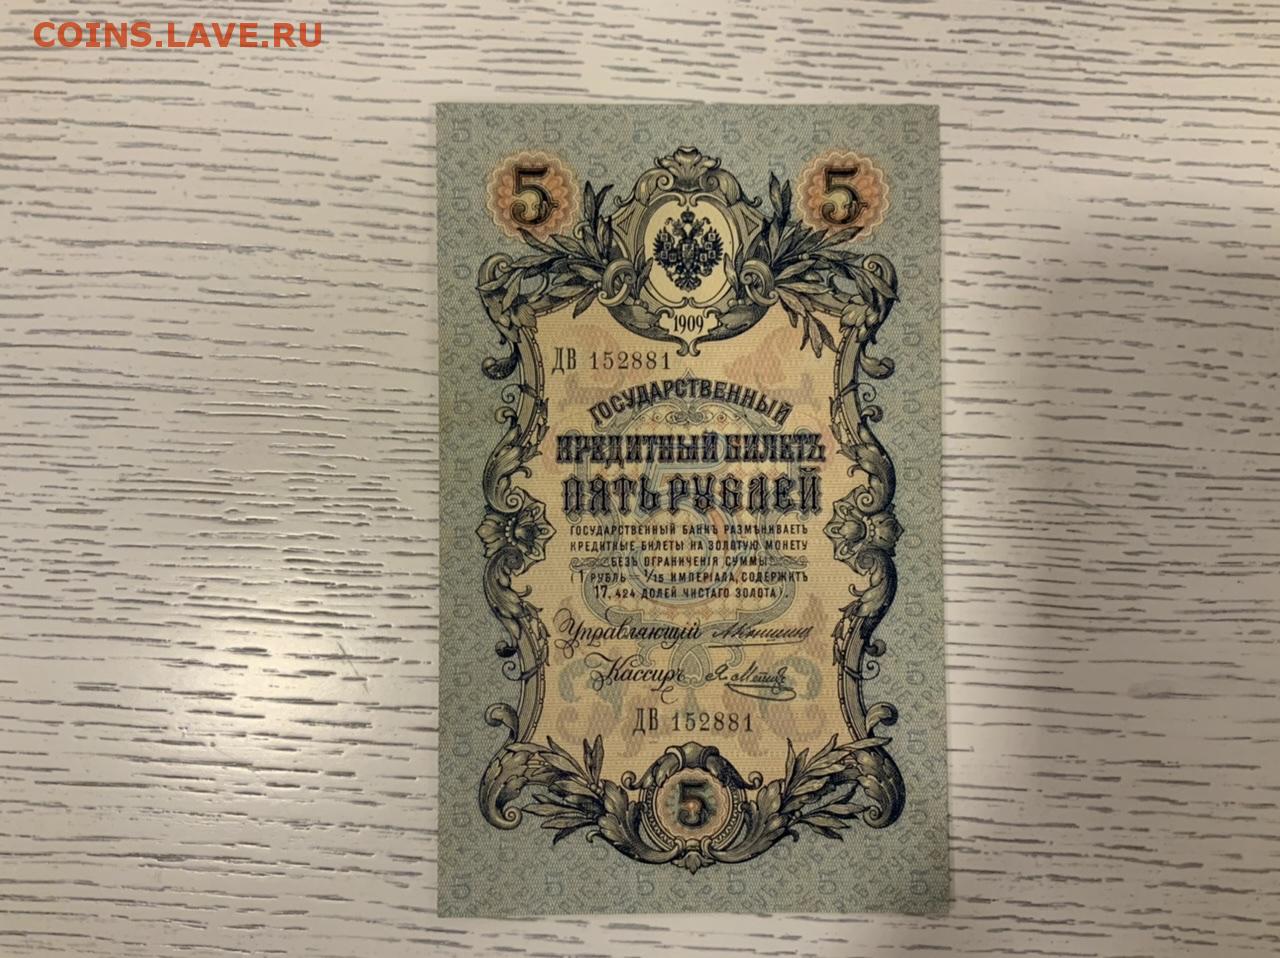 COINS.LAVE.RU
5 5
1909
ДВ 152881
ГОСУДАРСТВЕННЫЙ
КРЕДИТНЫЙ БИЛЕТЪ
ПЯТЬ РУБЛЕЙ
ГОСУДАРСТВЕННЫЙ БАНКЪ РАЗМѢНИВАЕТЪ
КРЕДИТНЫЕ БИЛЕТЫ НА ЗОЛОТУЮ МОНЕТУ
БЕЗЪ ОГРАНИЧЕНІЯ СУММЫ
(1 РУБЛЬ = 1/15 ИМПЕРІАЛА, СОДЕРЖИТЪ
17,424 ДОЛЕЙ ЧИСТАГО ЗОЛОТА).
Управляющій
Кассиръ
ДВ 152881
5